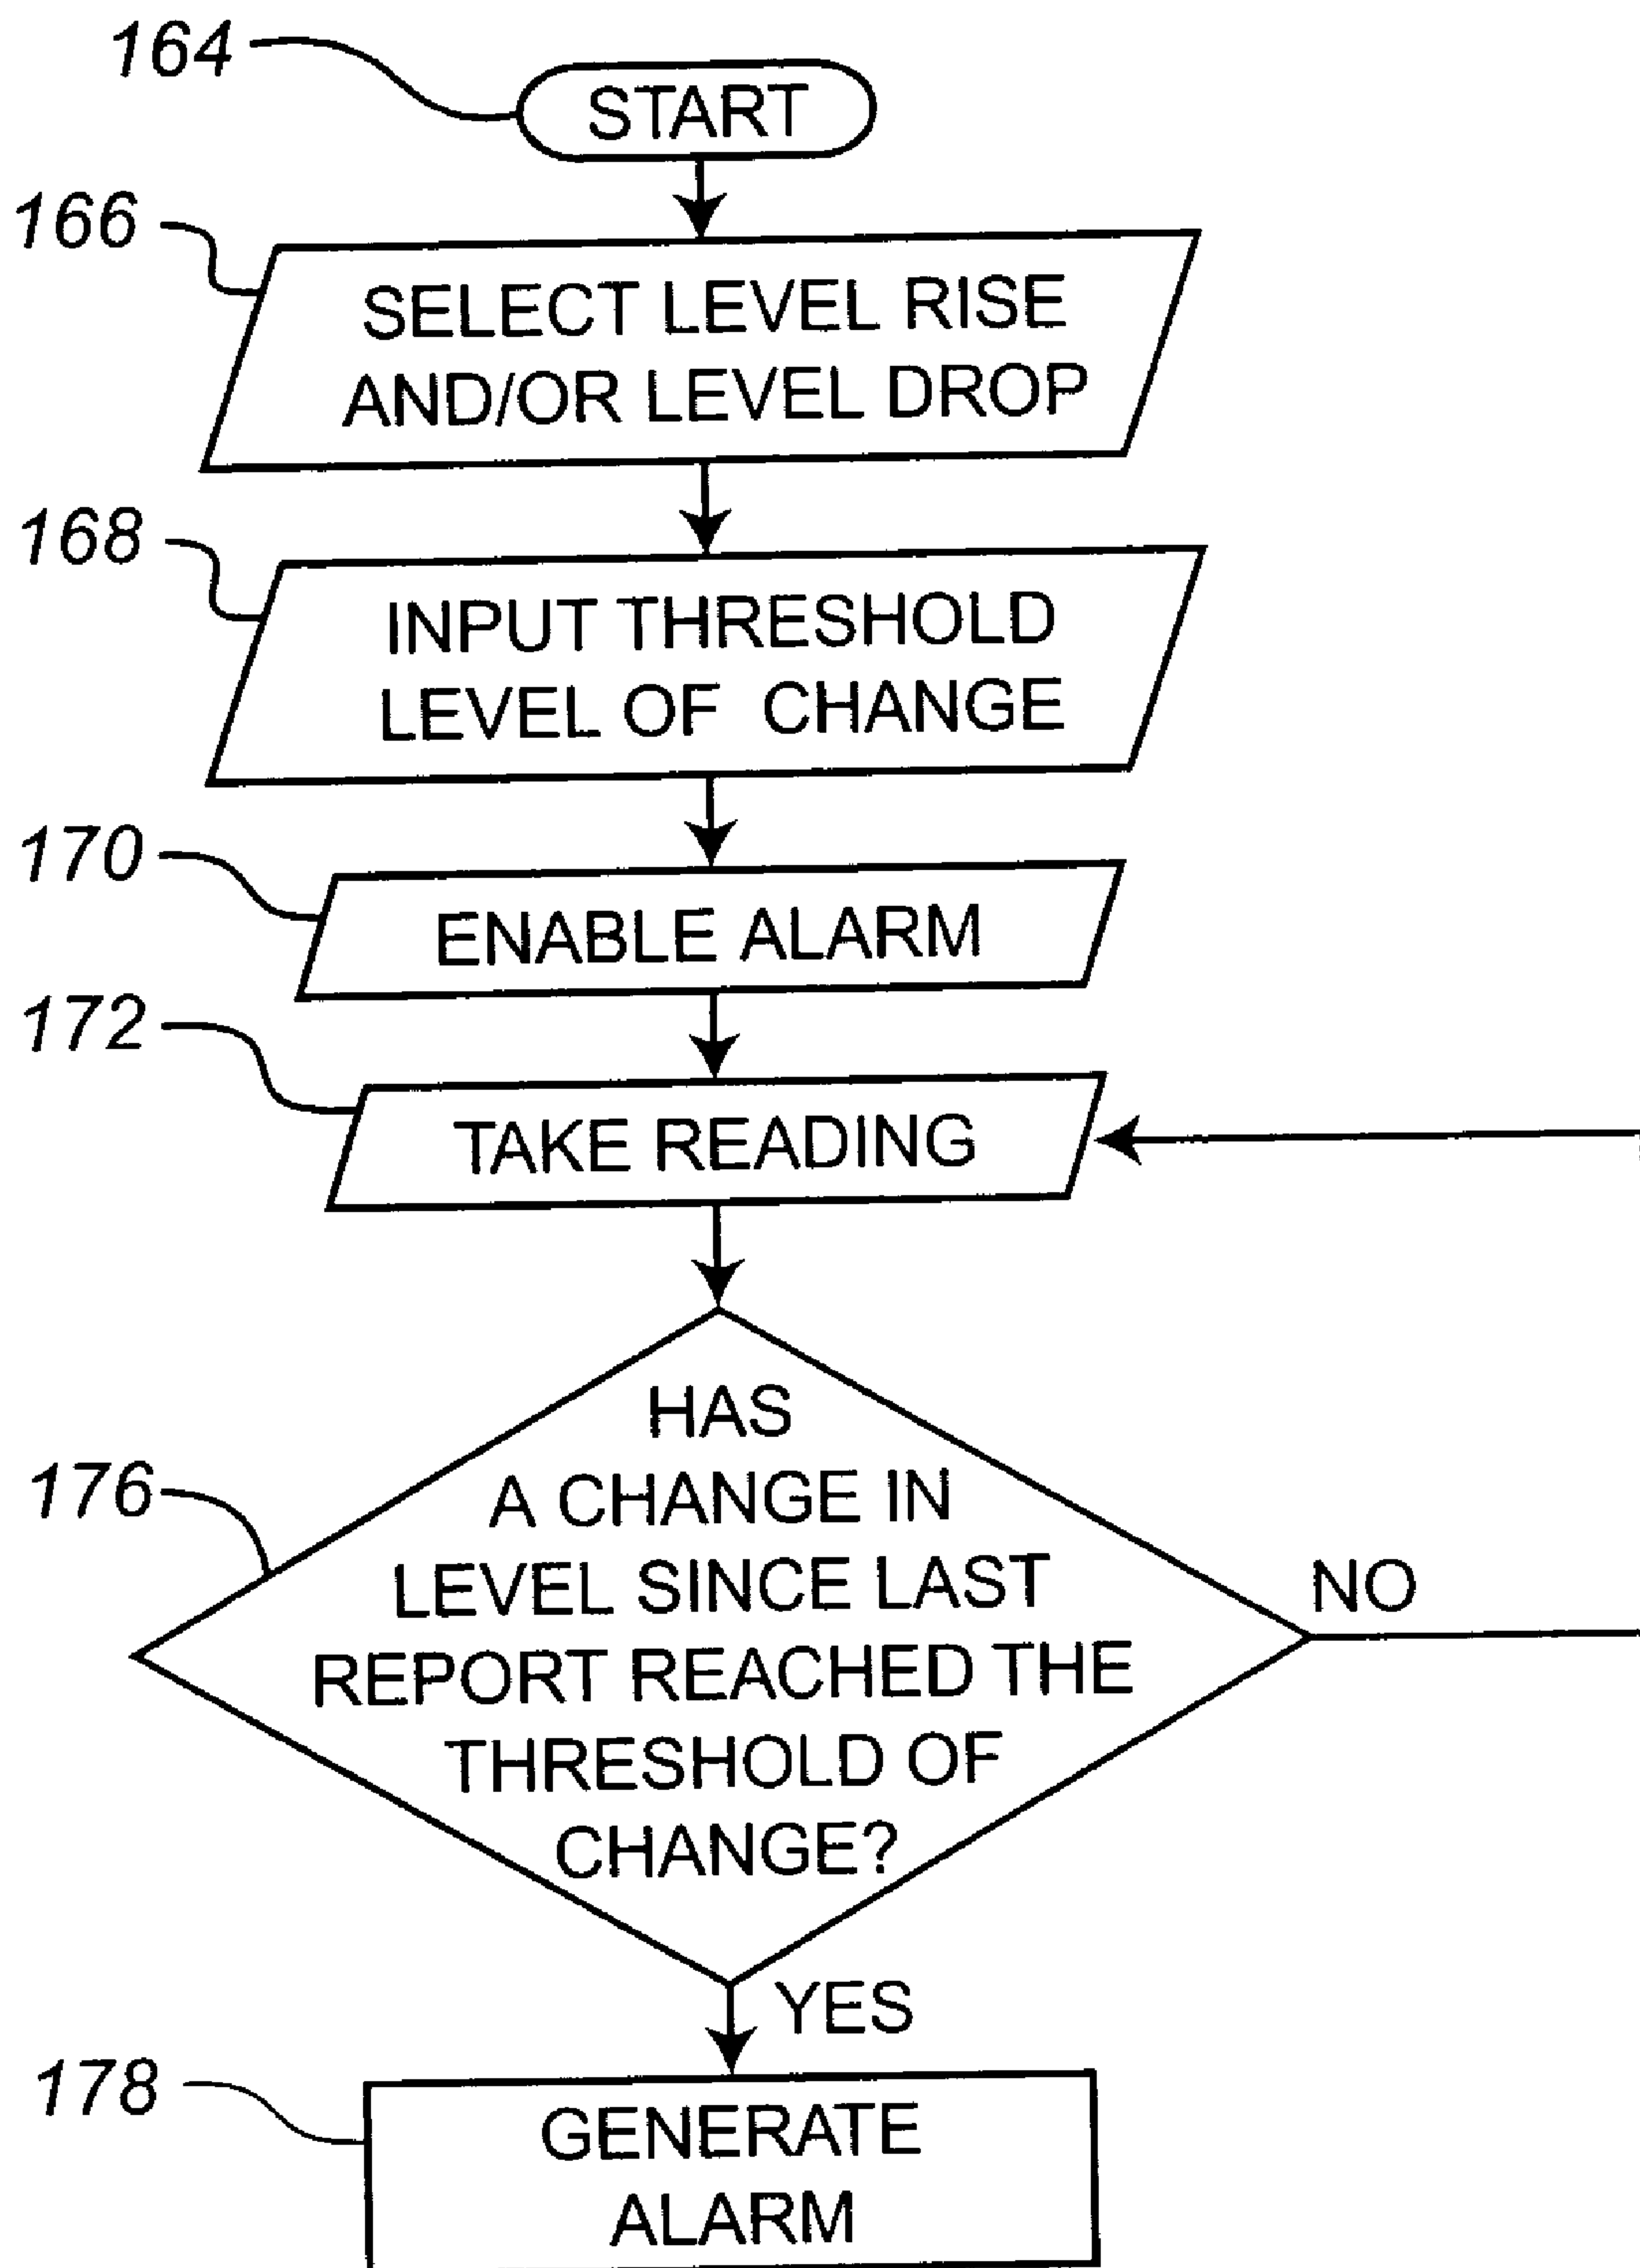 164
START
166
SELECT LEVEL RISE
AND/OR LEVEL DROP
168
INPUT THRESHOLD
LEVEL OF CHANGE
170
ENABLE ALARM
172
TAKE READING
HAS
A CHANGE IN
176
LEVEL SINCE LAST
NO
REPORT REACHED THE
THRESHOLD OF
CHANGE?
YES
178
GENERATE
ALARM